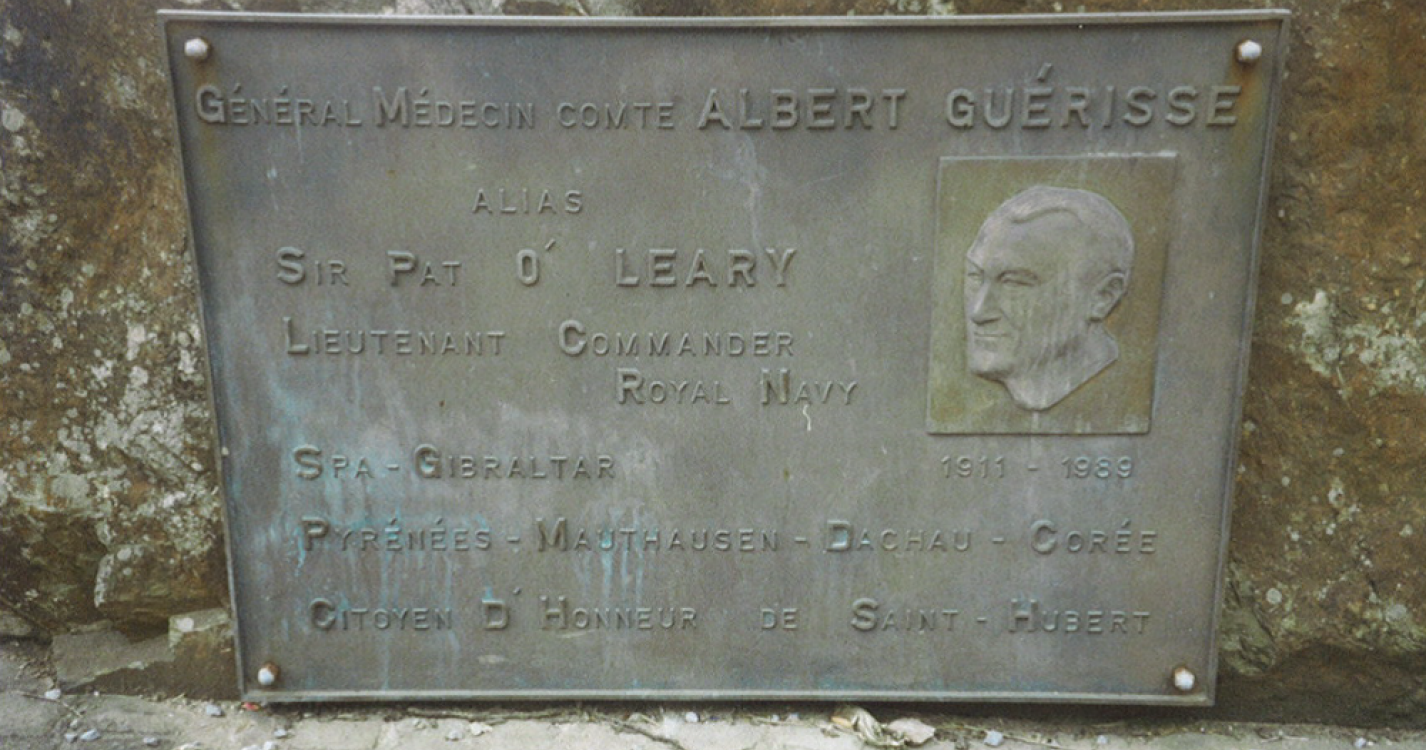 GÉNÉRAL MÉDECIN COMTE ALBERT GUÉRISSE
ALIAS
SIR PAT O' LEARY
LIEUTENANT COMMANDER
ROYAL NAVY
SPA - GIBRALTAR
1911 - 1989
PYRÉNÉES - MAUTHAUSEN - DACHAU - CORÉE
CITOYEN D'HONNEUR DE SAINT - HUBERT